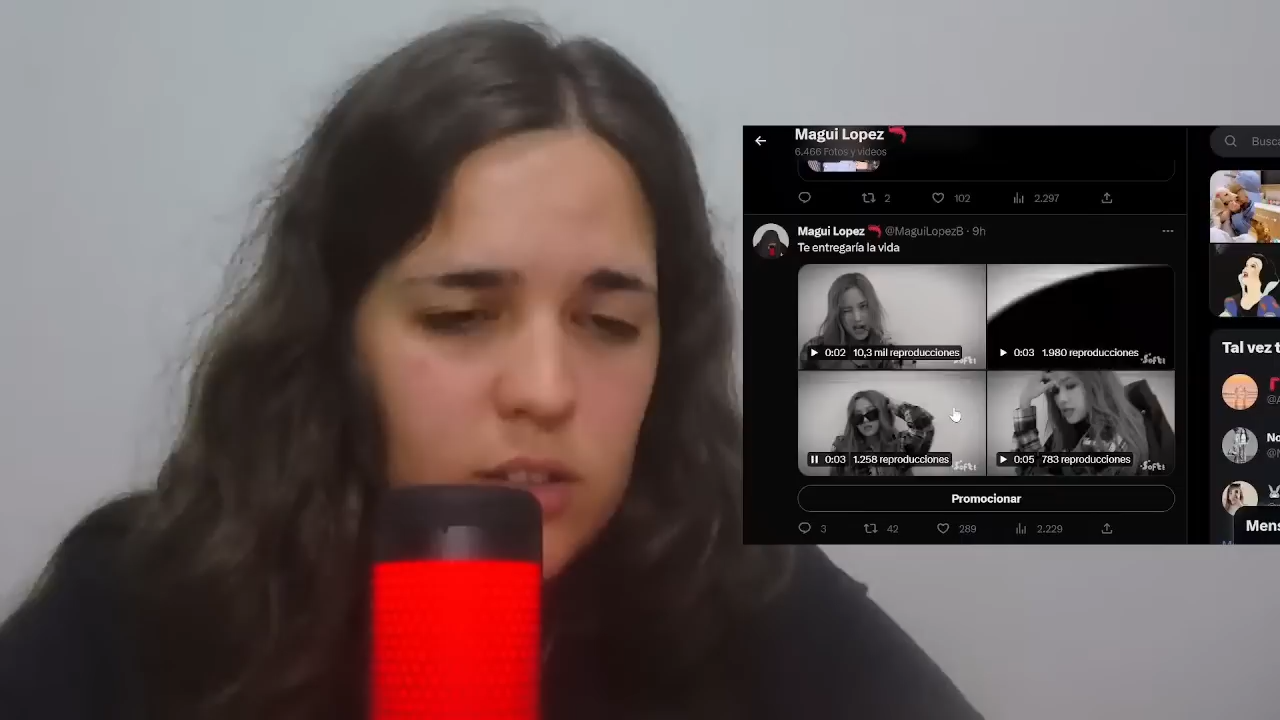 Magui Lopez
6.466 Fotos y videos
Busca
2
102
2.297
Magui Lopez @MaguiLopezB · 9h
Te entregaría la vida
0:02 10,3 mil reproducciones
0:03 1.980 reproducciones
0:03 1.258 reproducciones
0:05 783 reproducciones
Promocionar
3
42
289
2.229
Tal vez t
No
Mens